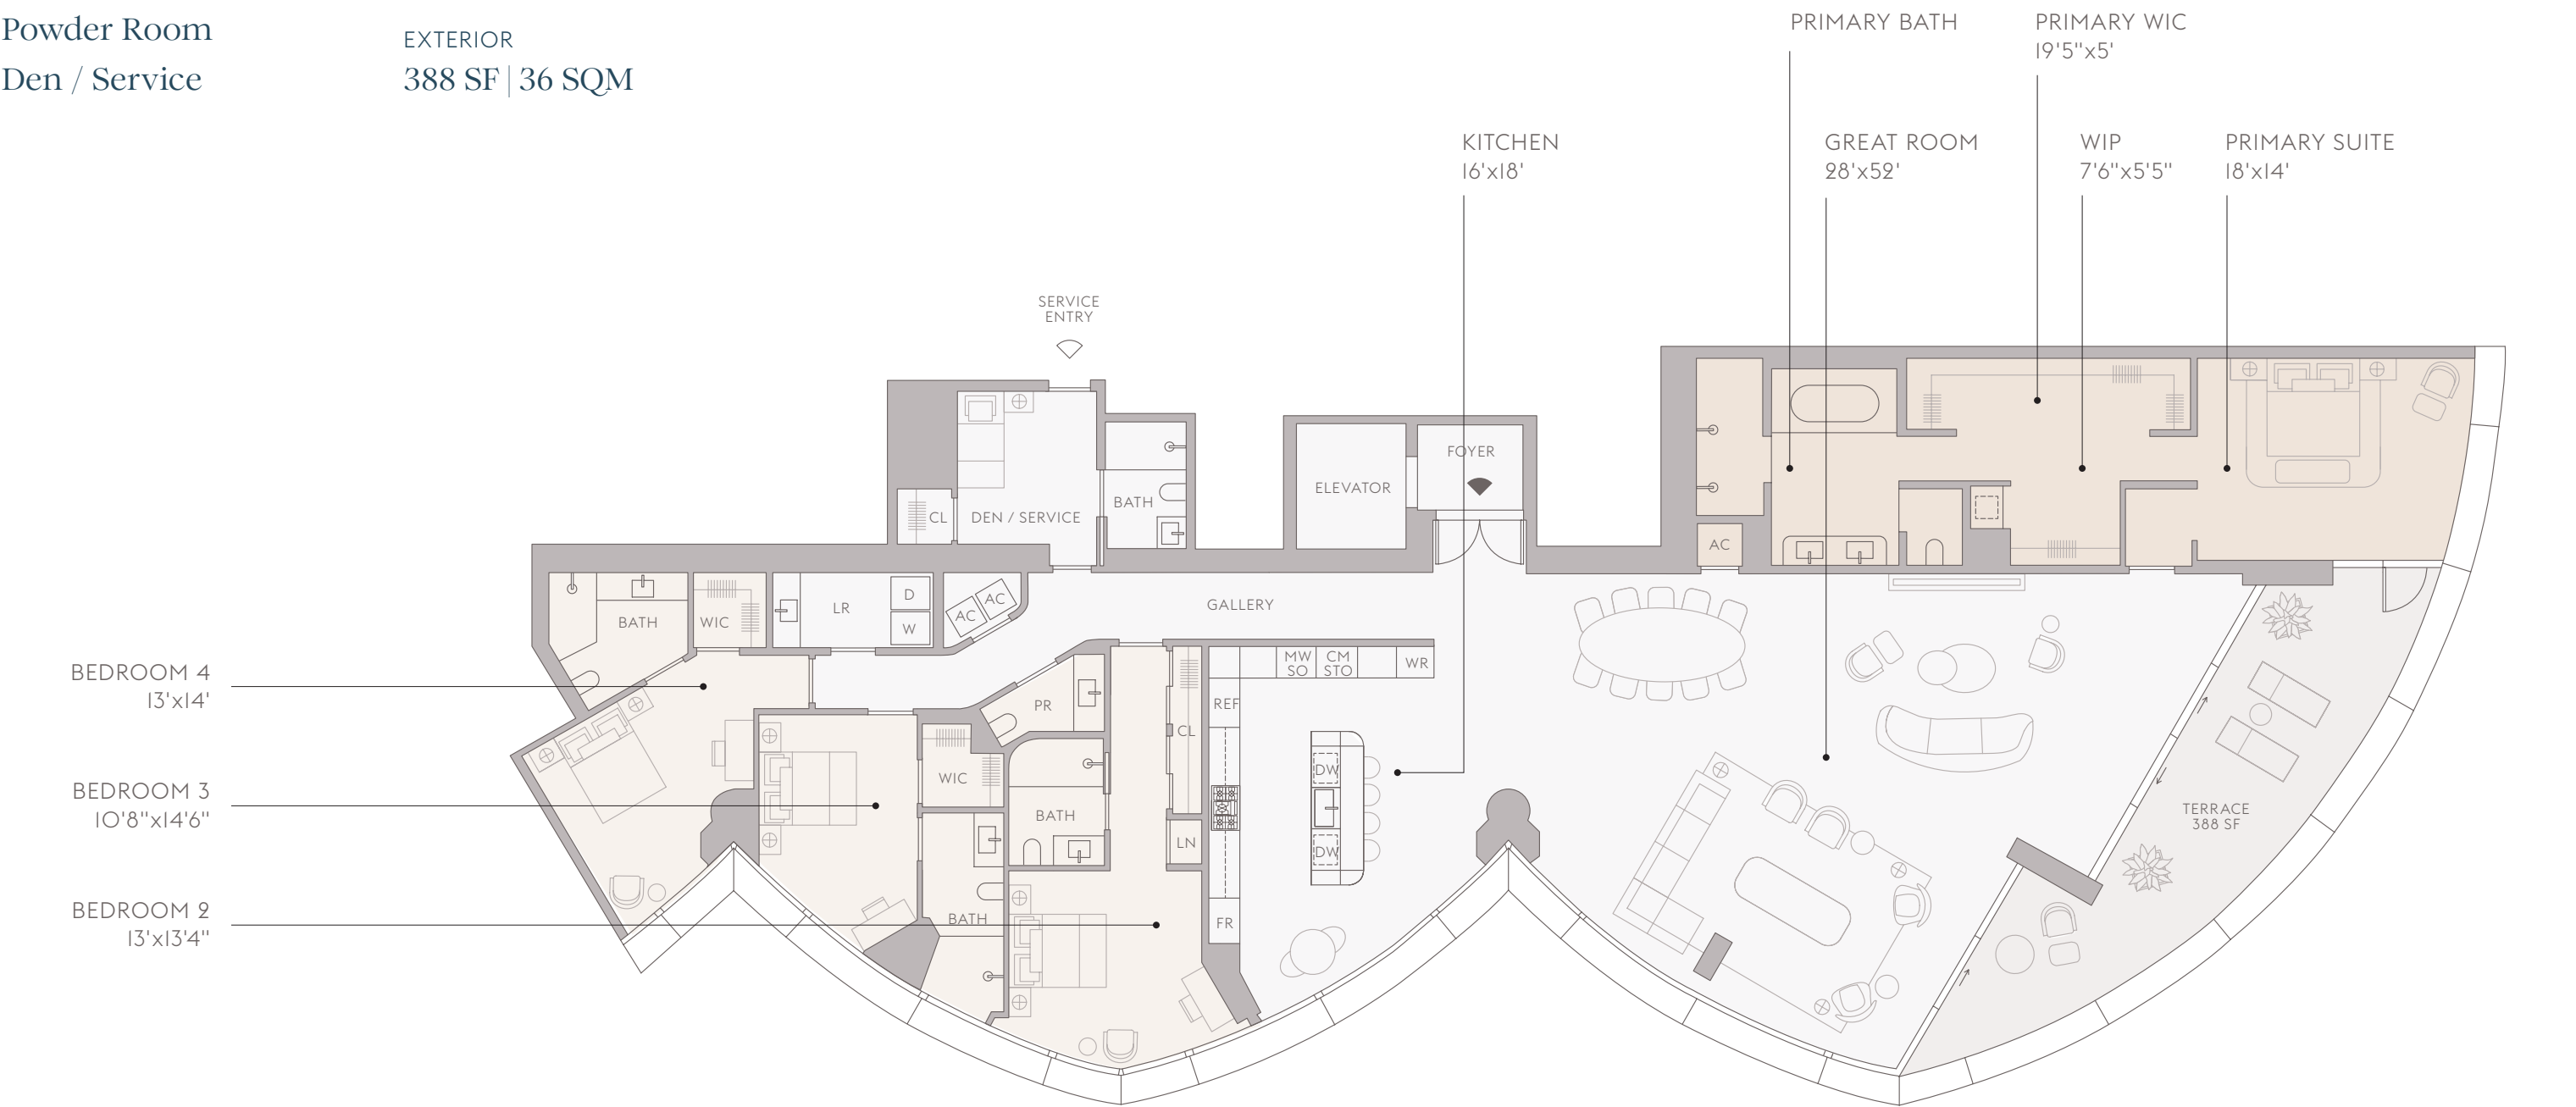 Powder Room
Den / Service
EXTERIOR
388 SF | 36 SQM
PRIMARY BATH
PRIMARY WIC
19'5"x5'
KITCHEN
16'x18'
GREAT ROOM
28'x52'
WIP
7'6"x5'5"
PRIMARY SUITE
18'x14'
SERVICE
ENTRY
FOYER
ELEVATOR
BATH
CL
DEN / SERVICE
AC
BATH
WIC
LR
D
W
AC
AC
GALLERY
BEDROOM 4
13'x14'
MW
SO
CM
STO
WR
REF
PR
CL
WIC
DW
BEDROOM 3
10'8"x14'6"
BATH
LN
DW
TERRACE
388 SF
BEDROOM 2
13'x13'4"
BATH
FR